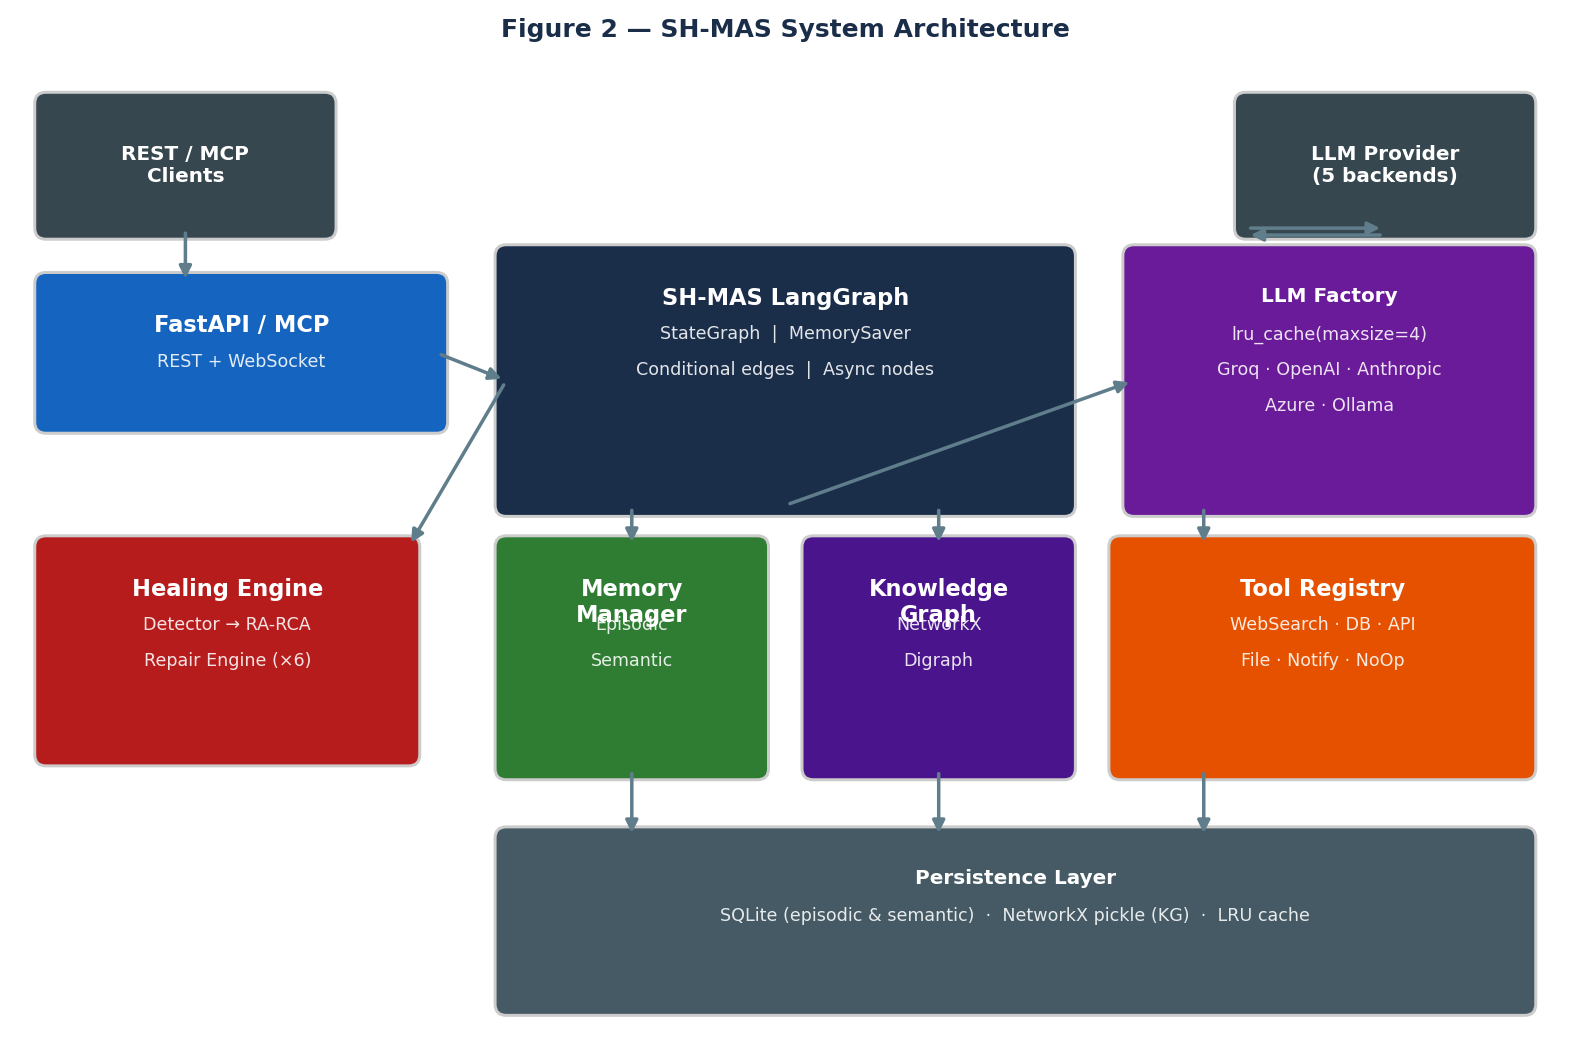 Figure 2 — SH-MAS System Architecture
REST / MCP
Clients
LLM Provider
(5 backends)
FastAPI / MCP
REST + WebSocket
SH-MAS LangGraph
StateGraph | MemorySaver
Conditional edges | Async nodes
LLM Factory
lru_cache(maxsize=4)
Groq · OpenAI · Anthropic
Azure · Ollama
Healing Engine
Detector → RA-RCA
Repair Engine (×6)
Memory
Manager
Episodic
Semantic
Knowledge
Graph
NetworkX
Digraph
Tool Registry
WebSearch · DB · API
File · Notify · NoOp
Persistence Layer
SQLite (episodic & semantic) · NetworkX pickle (KG) · LRU cache